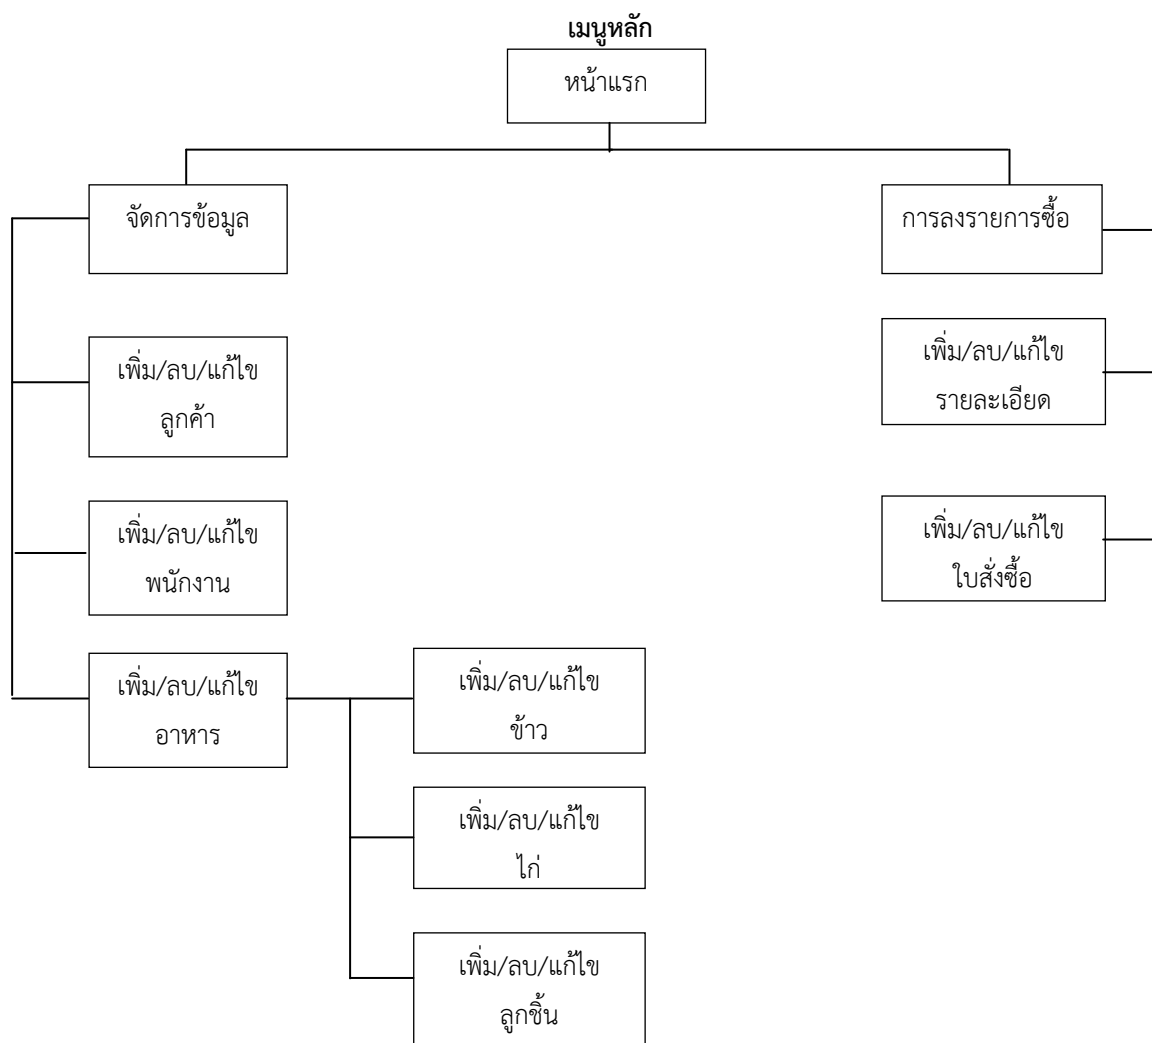 เมนูหลัก
หน้าแรก
จัดการข้อมูล
การลงรายการซื้อ
เพิ่ม/ลบ/แก้ไข
ลูกค้า
เพิ่ม/ลบ/แก้ไข
รายละเอียด
เพิ่ม/ลบ/แก้ไข
พนักงาน
เพิ่ม/ลบ/แก้ไข
ใบสั่งซื้อ
เพิ่ม/ลบ/แก้ไข
อาหาร
เพิ่ม/ลบ/แก้ไข
ข้าว
เพิ่ม/ลบ/แก้ไข
ไก่
เพิ่ม/ลบ/แก้ไข
ลูกชิ้น